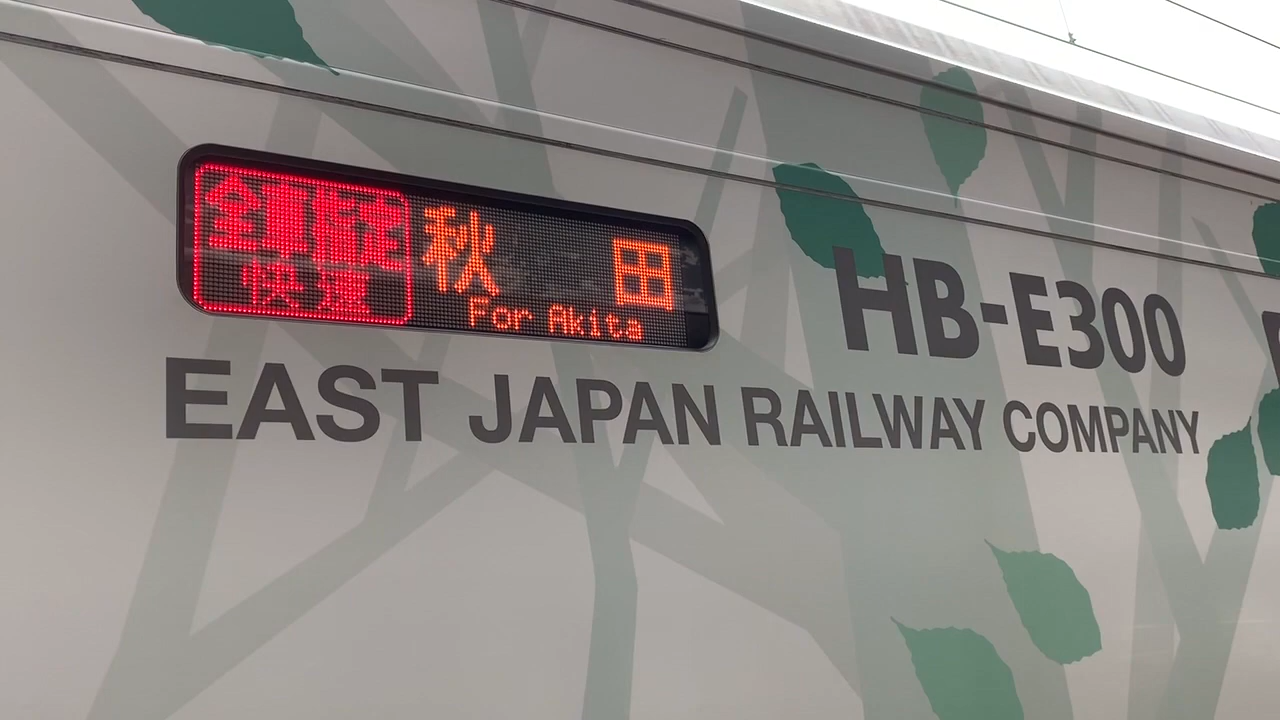 全車指定
快速
秋田
For Akita
HB-E300
EAST JAPAN RAILWAY COMPANY